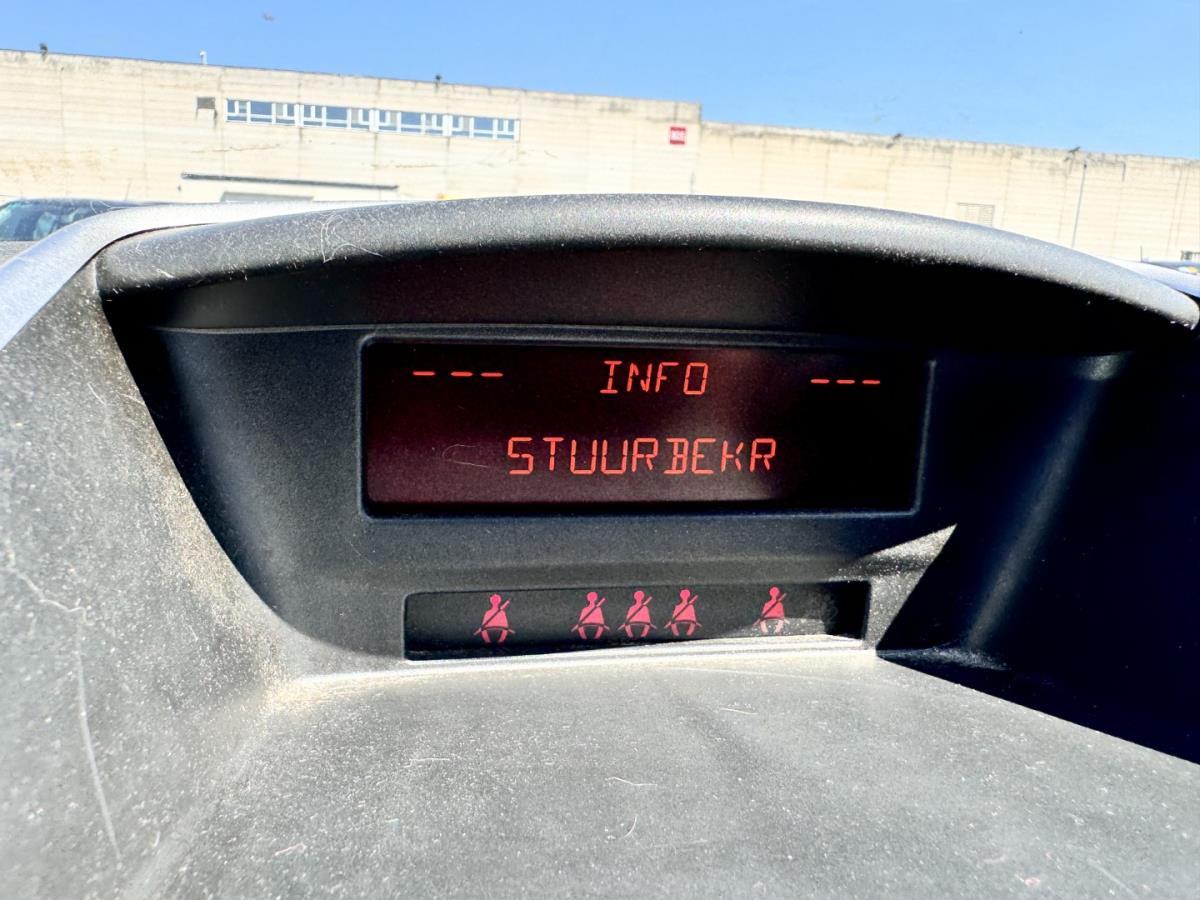 --- INFO ---
STUURBEKR